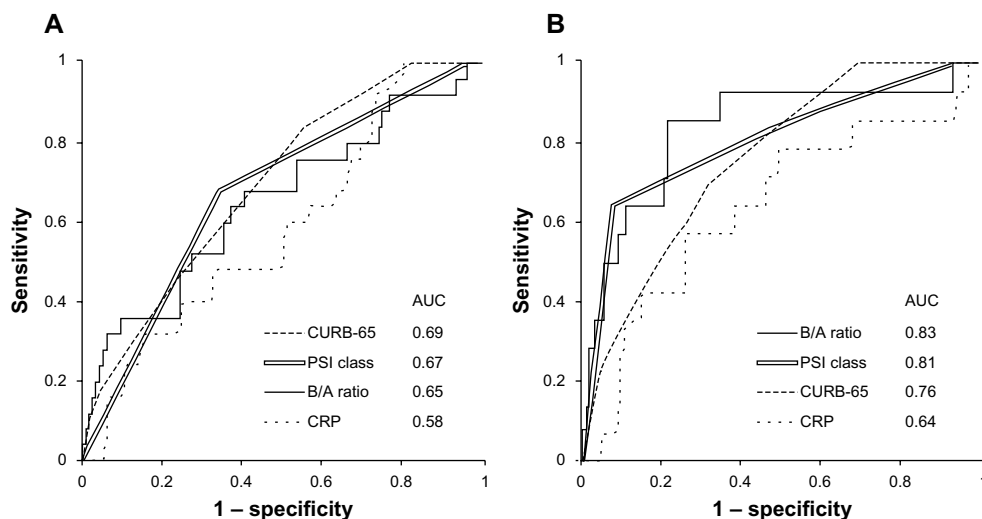 A
1
0.8
0.6
0.4
0.2
0
Sensitivity
AUC
CURB-65 0.69
PSI class 0.67
B/A ratio 0.65
CRP 0.58
0 0.2 0.4 0.6 0.8 1
1 – specificity
B
1
0.8
0.6
0.4
0.2
0
Sensitivity
AUC
B/A ratio 0.83
PSI class 0.81
CURB-65 0.76
CRP 0.64
0 0.2 0.4 0.6 0.8 1
1 – specificity